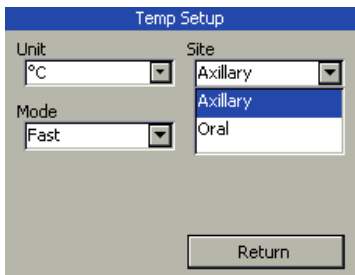 Temp Setup
Unit
Site
°C
Axillary
Axillary
Mode
Oral
Fast
Return